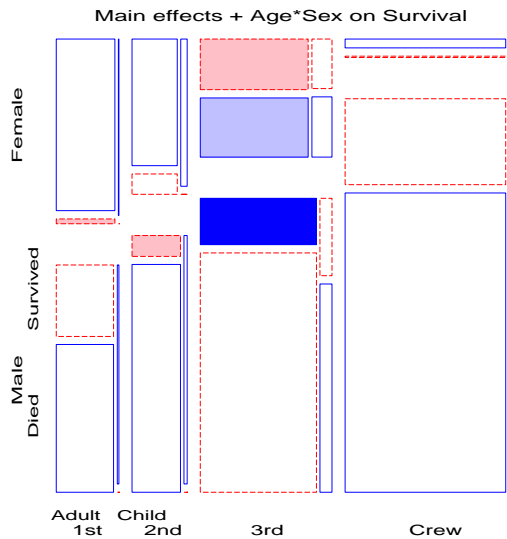 Main effects + Age*Sex on Survival
Female
Survived
Male
Died
Adult Child
1st 2nd 3rd Crew